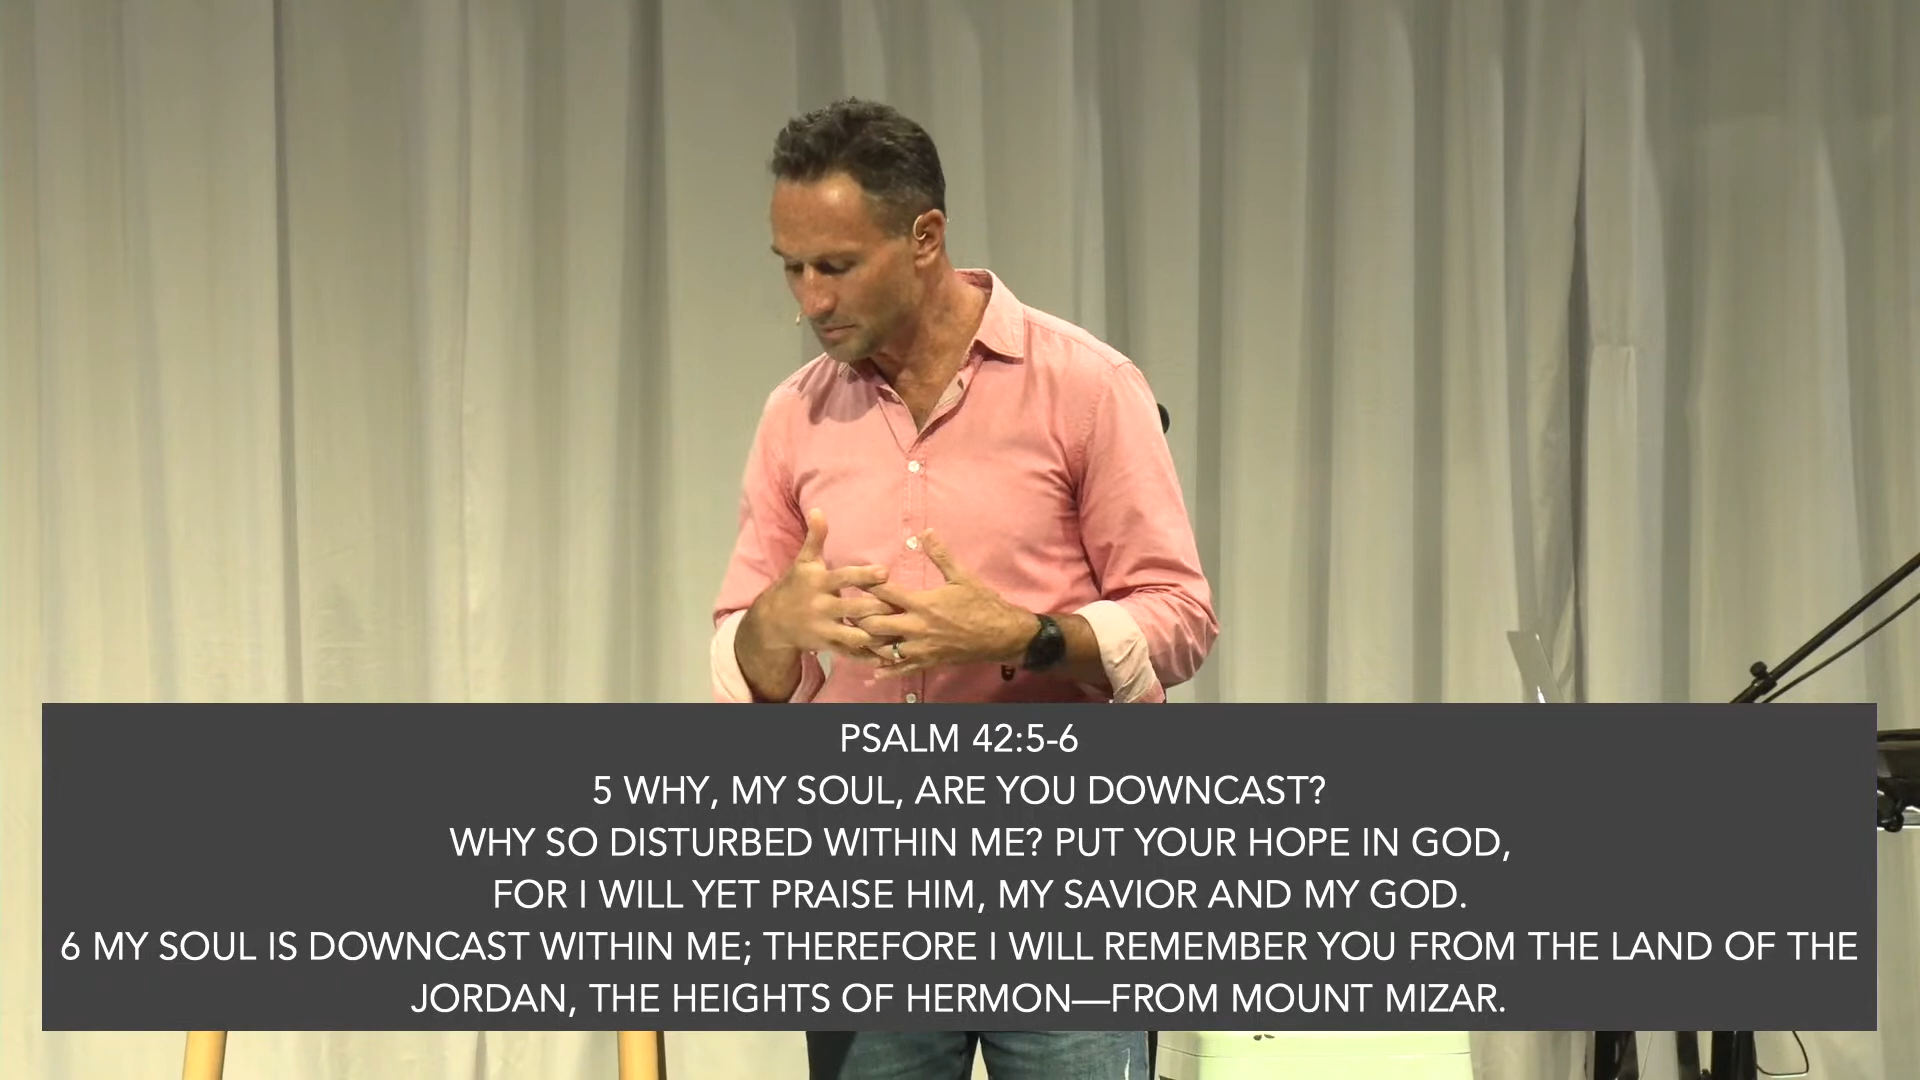 PSALM 42:5-6
5 WHY, MY SOUL, ARE YOU DOWNCAST?
WHY SO DISTURBED WITHIN ME? PUT YOUR HOPE IN GOD,
FOR I WILL YET PRAISE HIM, MY SAVIOR AND MY GOD.
6 MY SOUL IS DOWNCAST WITHIN ME; THEREFORE I WILL REMEMBER YOU FROM THE LAND OF THE
JORDAN, THE HEIGHTS OF HERMON—FROM MOUNT MIZAR.